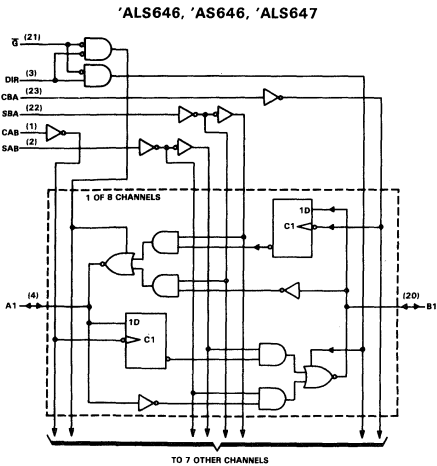 'ALS646, 'AS646, 'ALS647
G (21)
DIR (3)
CBA (23)
SBA (22)
CAB (1)
SAB (2)
1 OF 8 CHANNELS
1D
C1
A1 (4)
(20) B1
1D
C1
TO 7 OTHER CHANNELS